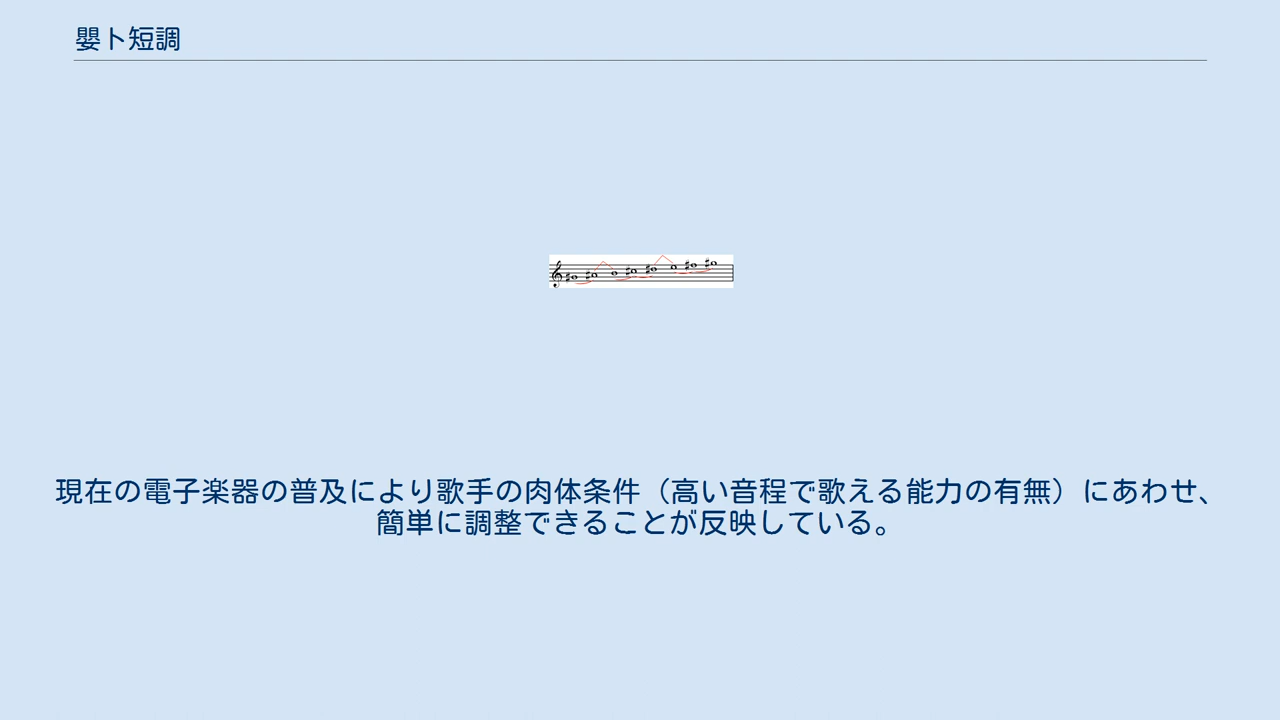 嬰ト短調
現在の電子楽器の普及により歌手の肉体条件（高い音程で歌える能力の有無）にあわせ、
簡単に調整できることが反映している。